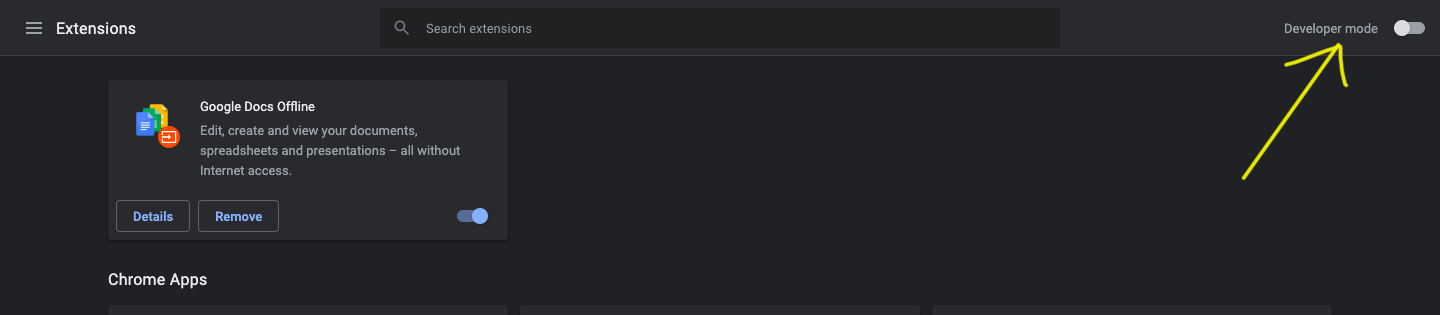 Extensions
Search extensions
Developer mode
Google Docs Offline
Edit, create and view your documents,
spreadsheets and presentations – all without
Internet access.
Details
Remove
Chrome Apps